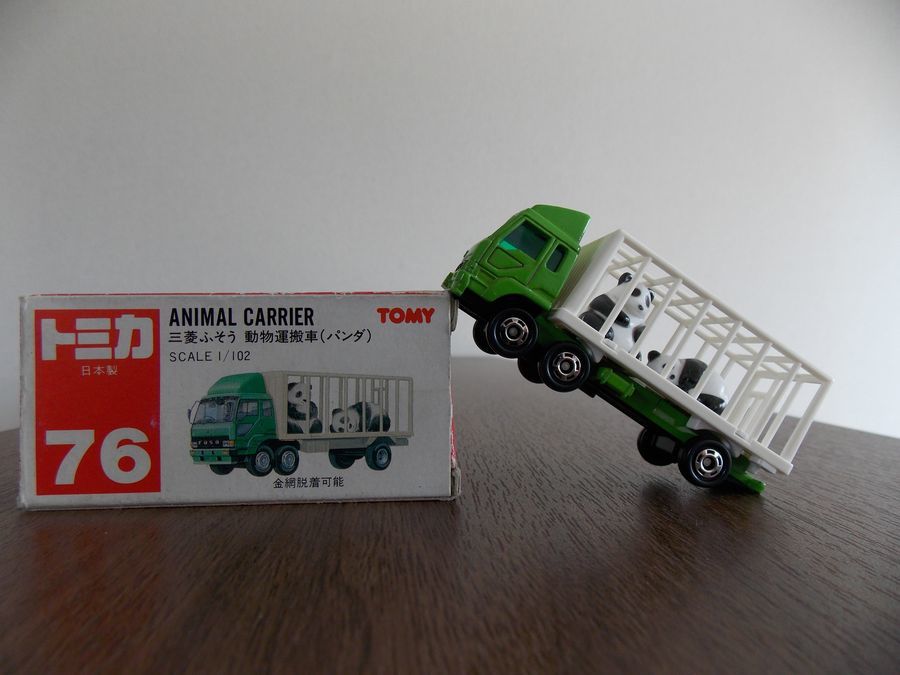 トミカ
日本製
76
ANIMAL CARRIER
TOMY
三菱ふそう 動物運搬車(パンダ)
SCALE 1/102
FUSO
金網脱着可能